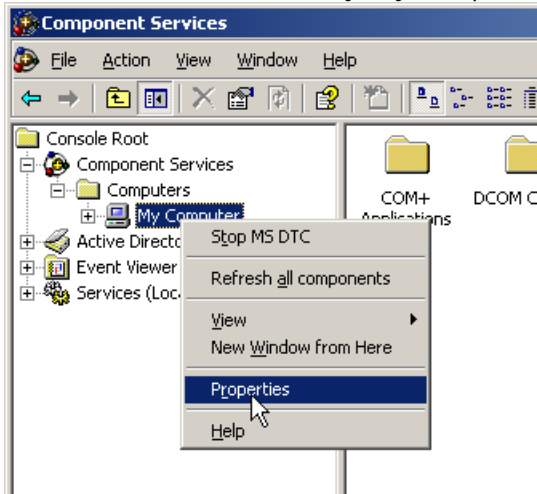 Component Services
File Action View Window Help
Console Root
Component Services
Computers
My Computer
Active Directo
Event Viewer
Services (Loc
COM+
Applications
DCOM C
Stop MS DTC
Refresh all components
View
New Window from Here
Properties
Help